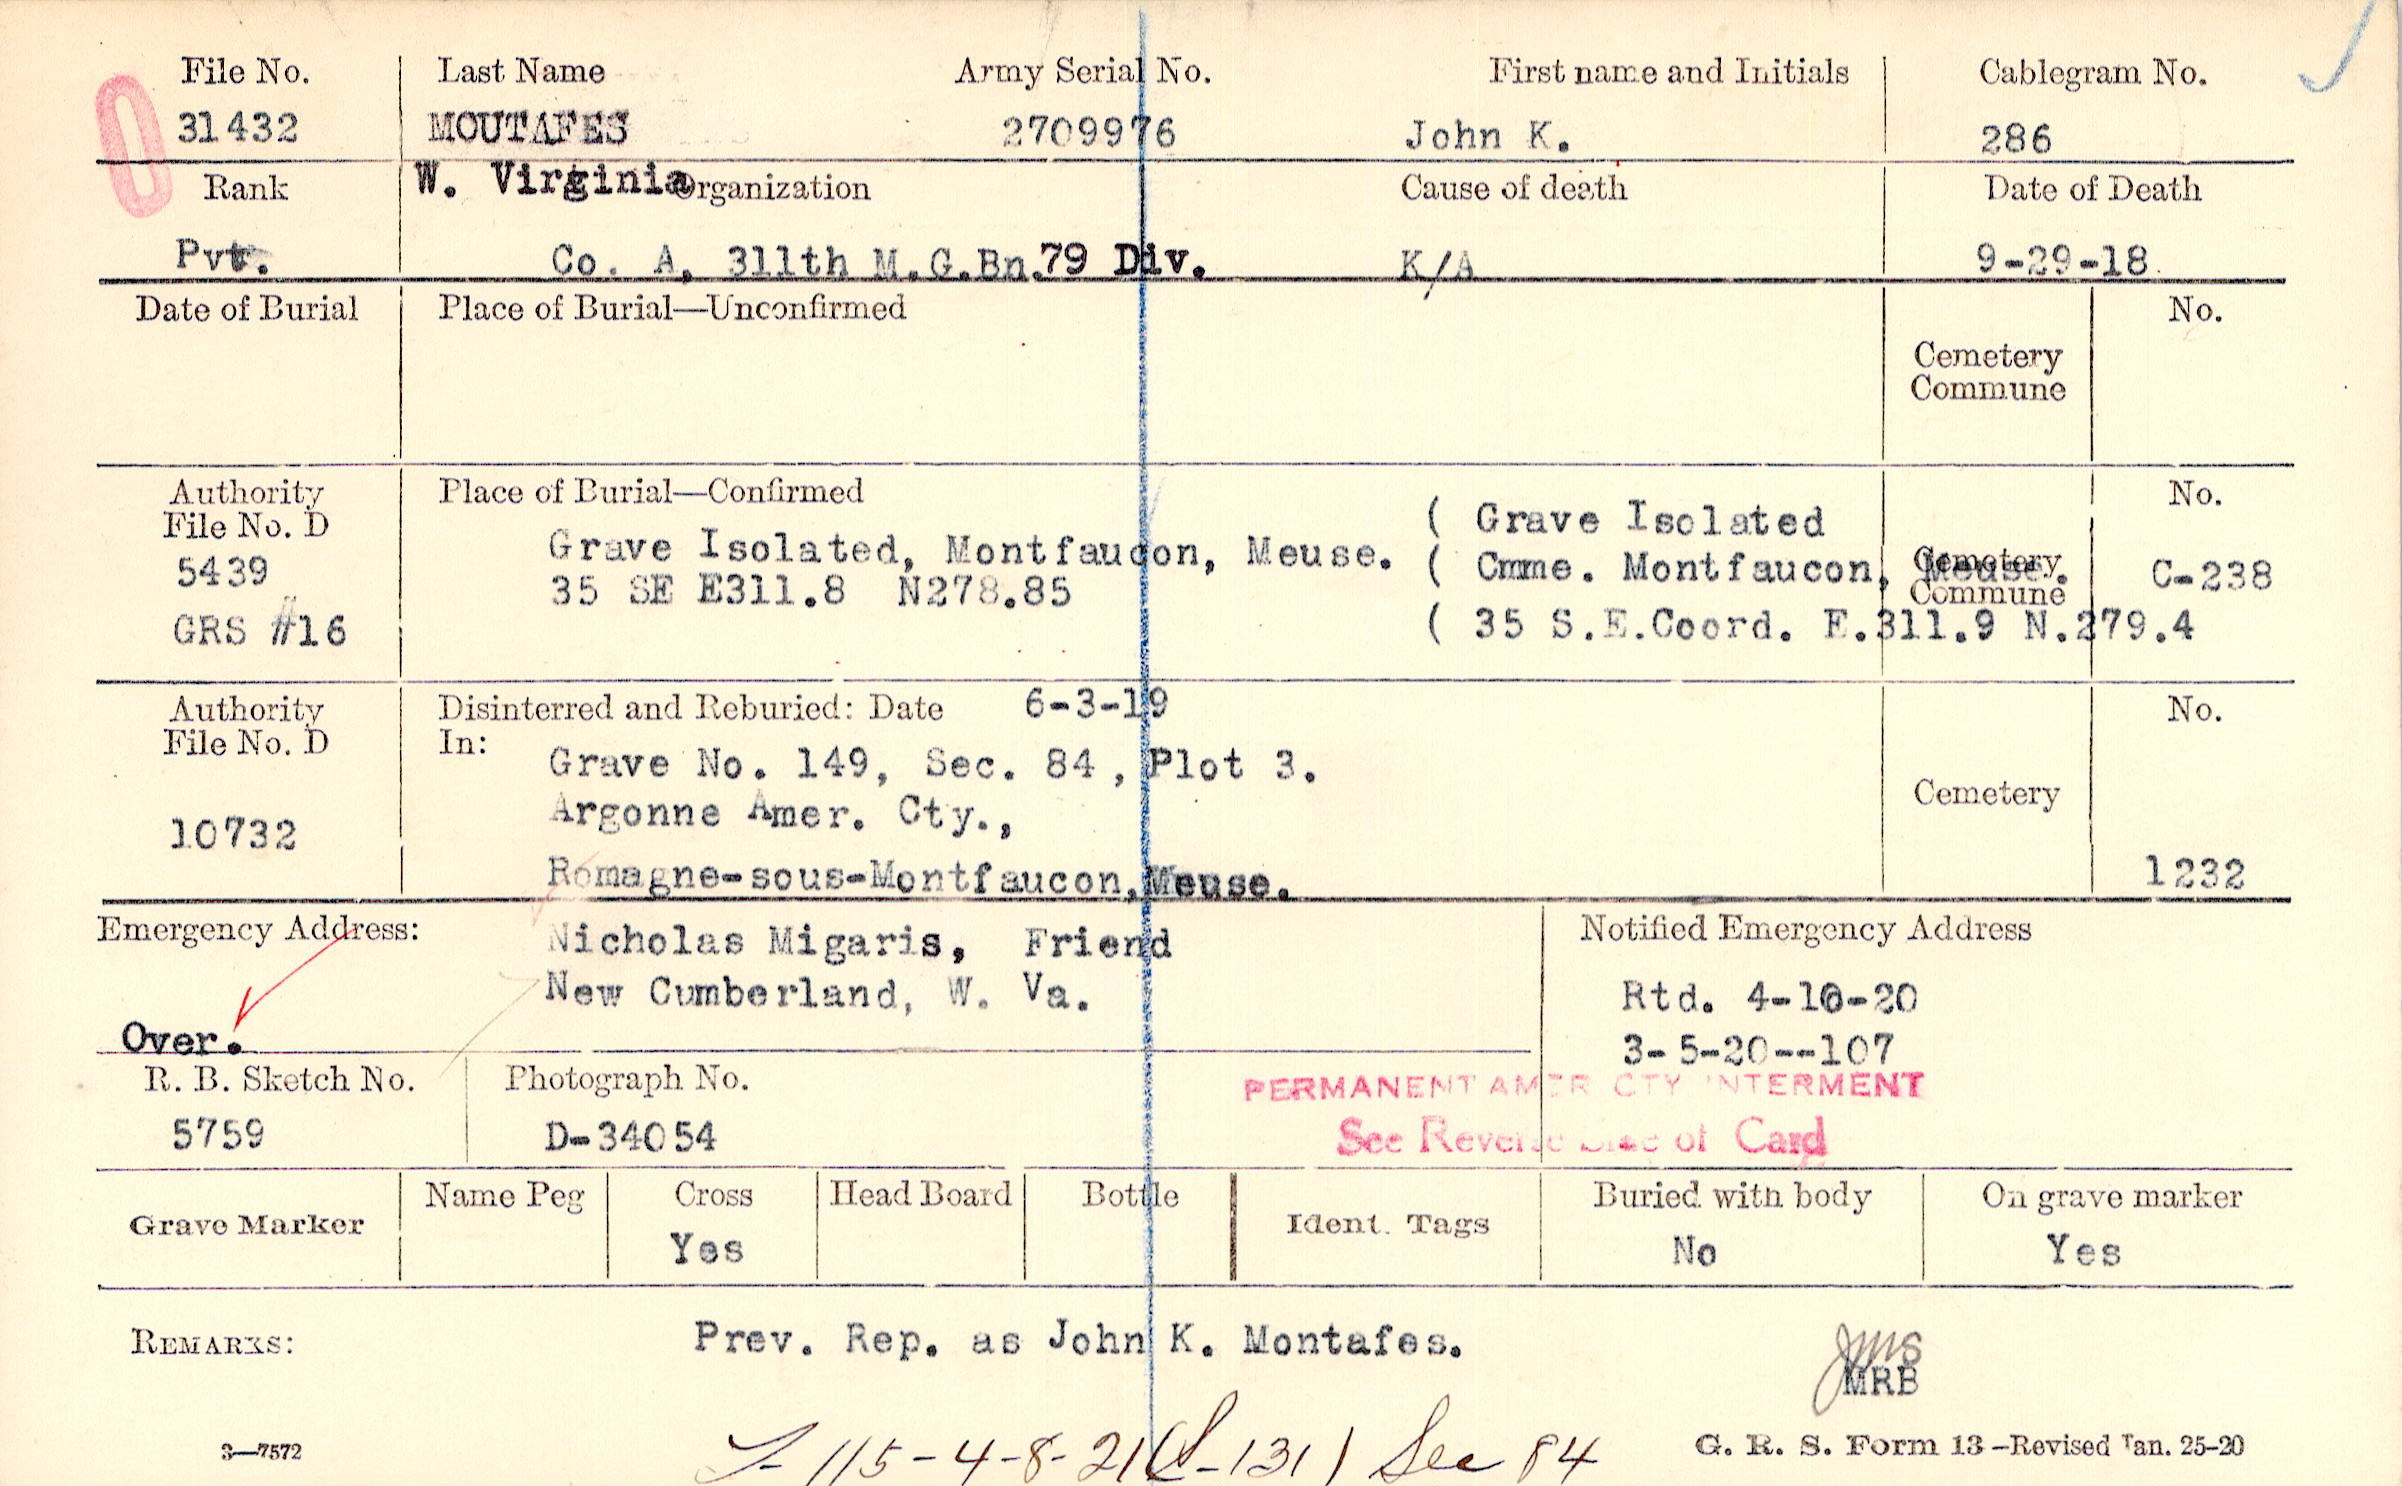 File No. Last Name Army Serial No. First name and Initials Cablegram No.
31432 MOUTAFES 2709976 John K. 286
Rank W. Virginia Organization Cause of death Date of Death
Pvt. Co. A, 311th M.G.Bn.79 Div. K/A 9-29-18
Date of Burial Place of Burial—Unconfirmed No.
Cemetery
Commune
Authority Place of Burial—Confirmed No.
File No. D ( Grave Isolated
5439 Grave Isolated, Montfaucon, Meuse. ( Cmme. Montfaucon, Meuse. Cemetery C-238
35 SE E311.8 N278.85 Commune
GRS #16 ( 35 S.E.Coord. E.311.9 N.279.4
Authority Disinterred and Reburied: Date 6-3-19 No.
File No. D In: Grave No. 149, Sec. 84, Plot 3.
Argonne Amer. Cty., Cemetery
10732
Romagne-sous-Montfaucon, Meuse. 1232
Emergency Address: Nicholas Migaris, Friend Notified Emergency Address
New Cumberland, W. Va. Rtd. 4-10-20
Over. 3-5-20--107
R. B. Sketch No. Photograph No. PERMANENT AMER CTY INTERMENT
5759 D-34054 See Reverse Side of Card
Grave Marker Name Peg Cross Head Board Bottle Ident. Tags Buried with body On grave marker
Yes No Yes
REMARKS: Prev. Rep. as John K. Montafes. JMS
MRB
3—7572 115-4-8-21 (S-131) Sec 84 G. R. S. Form 13—Revised Jan. 25-20